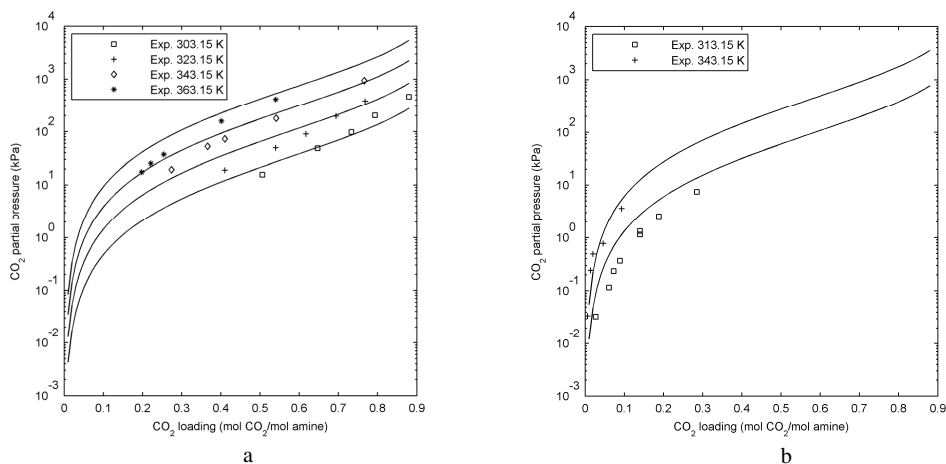 10^4
10^3
10^2
10^1
10^0
10^-1
10^-2
10^-3
CO2 partial pressure (kPa)
Exp. 303.15 K
Exp. 323.15 K
Exp. 343.15 K
Exp. 363.15 K
0 0.1 0.2 0.3 0.4 0.5 0.6 0.7 0.8 0.9
CO2 loading (mol CO2/mol amine)
a
10^4
10^3
10^2
10^1
10^0
10^-1
10^-2
10^-3
CO2 partial pressure (kPa)
Exp. 313.15 K
Exp. 343.15 K
0 0.1 0.2 0.3 0.4 0.5 0.6 0.7 0.8 0.9
CO2 loading (mol CO2/mol amine)
b